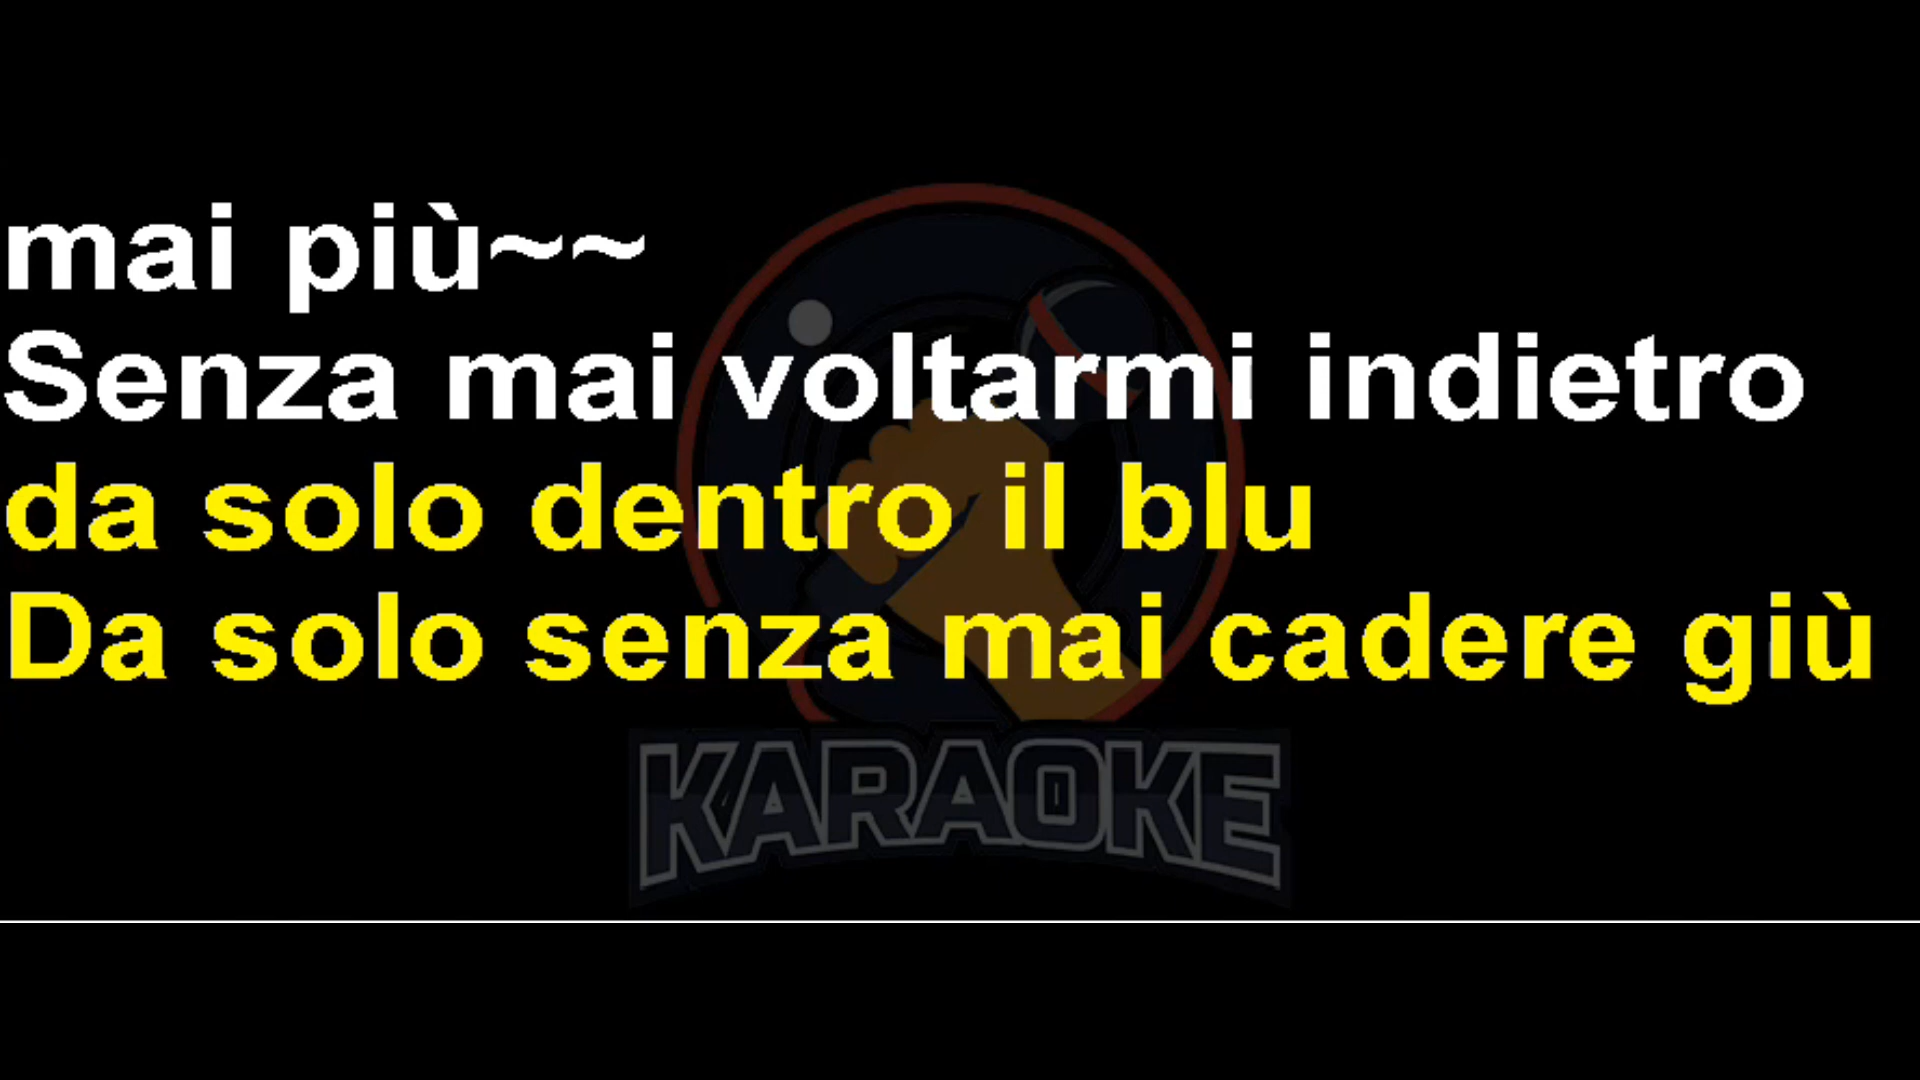 mai più~~
Senza mai voltarmi indietro
da solo dentro il blu
Da solo senza mai cadere giù
KARAOKE